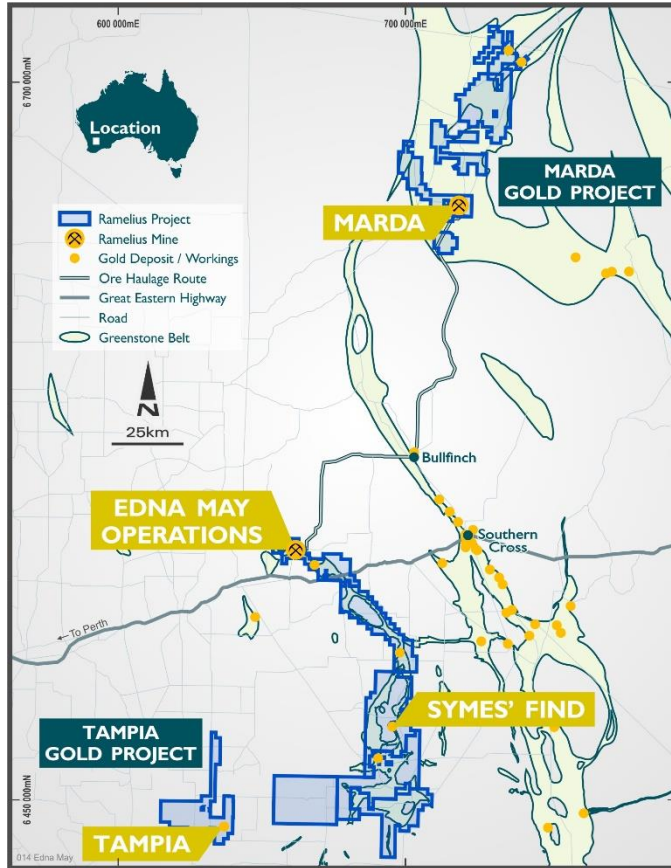 600 000mE
700 000mE
6 700 000mN
Location
MARDA
GOLD PROJECT
MARDA
Ramelius Project
Ramelius Mine
Gold Deposit / Workings
Ore Haulage Route
Great Eastern Highway
Road
Greenstone Belt
N
25km
Bullfinch
EDNA MAY
OPERATIONS
Southern
Cross
To Perth
SYMES' FIND
TAMPIA
GOLD PROJECT
6 450 000mN
TAMPIA
014 Edna May